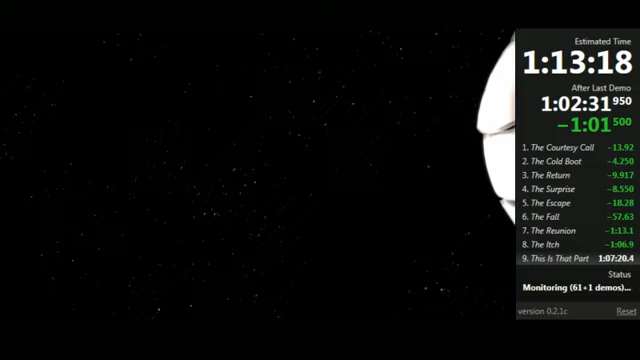 Estimated Time
1:13:18
After Last Demo
1:02:31 950
-1:01 500
1. The Courtesy Call -13.92
2. The Cold Boot -4.250
3. The Return -9.917
4. The Surprise -8.550
5. The Escape -18.28
6. The Fall -57.63
7. The Reunion -1:13.1
8. The Itch -1:06.9
9. This Is That Part 1:07:20.4
Status
Monitoring (61+1 demos)...
version 0.2.1c Reset